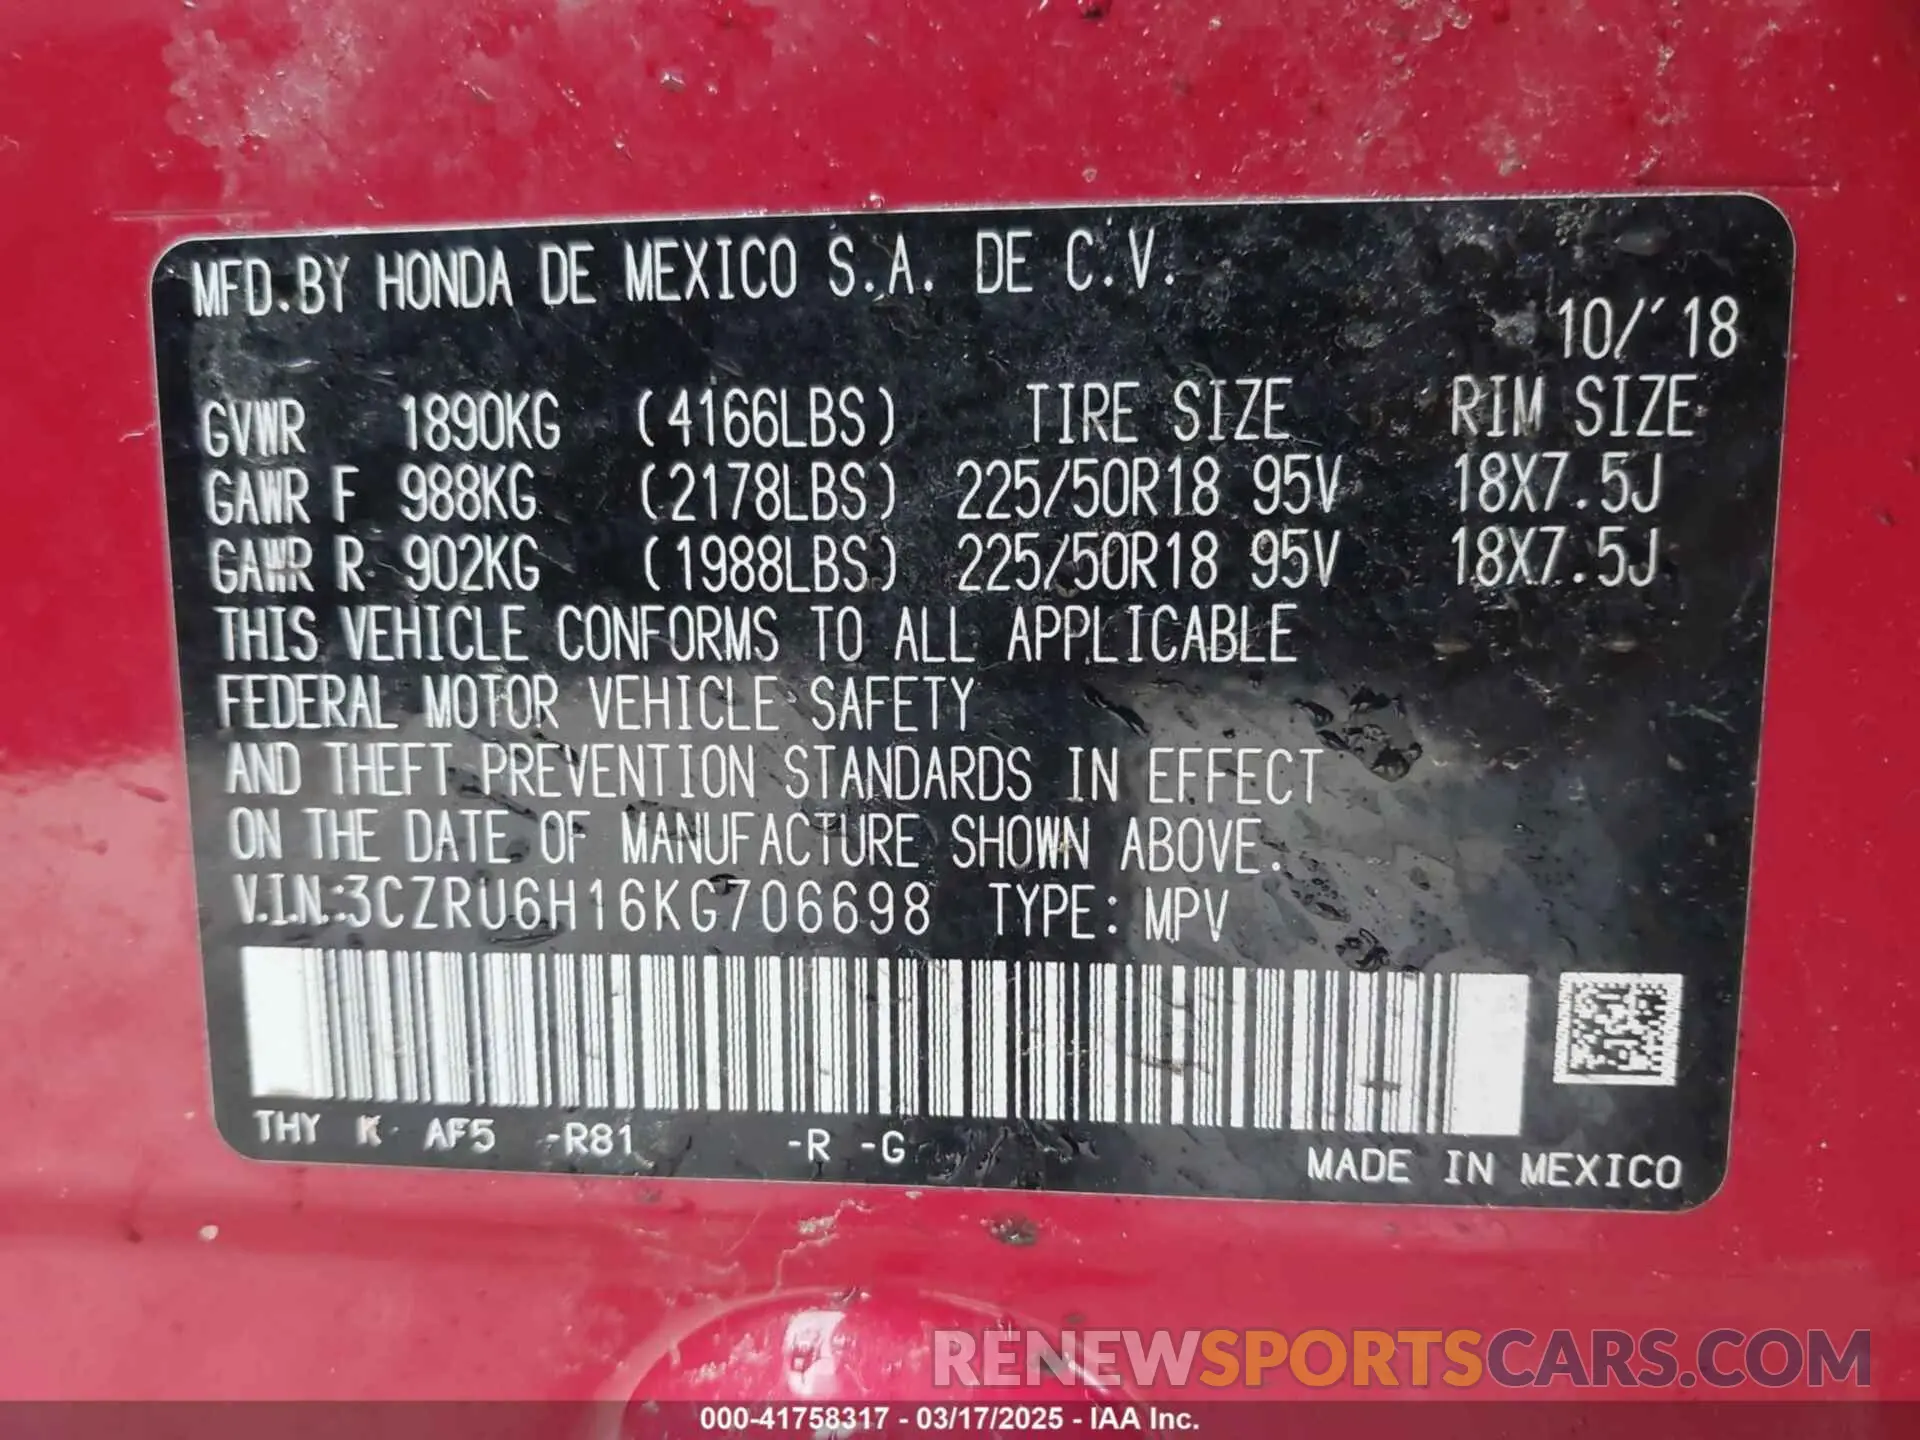 MFD.BY HONDA DE MEXICO S.A. DE C.V.
10/'18
GVWR 1890KG (4166LBS) TIRE SIZE RIM SIZE
GAWR F 988KG (2178LBS) 225/50R18 95V 18X7.5J
GAWR R 902KG (1988LBS) 225/50R18 95V 18X7.5J
THIS VEHICLE CONFORMS TO ALL APPLICABLE
FEDERAL MOTOR VEHICLE SAFETY
AND THEFT PREVENTION STANDARDS IN EFFECT
ON THE DATE OF MANUFACTURE SHOWN ABOVE.
V.I.N.:3CZRU6H16KG706698 TYPE: MPV
THY K AF5 -R81 -R -G
MADE IN MEXICO
RENEWSPORTSCARS.COM
000-41758317 - 03/17/2025 - IAA Inc.